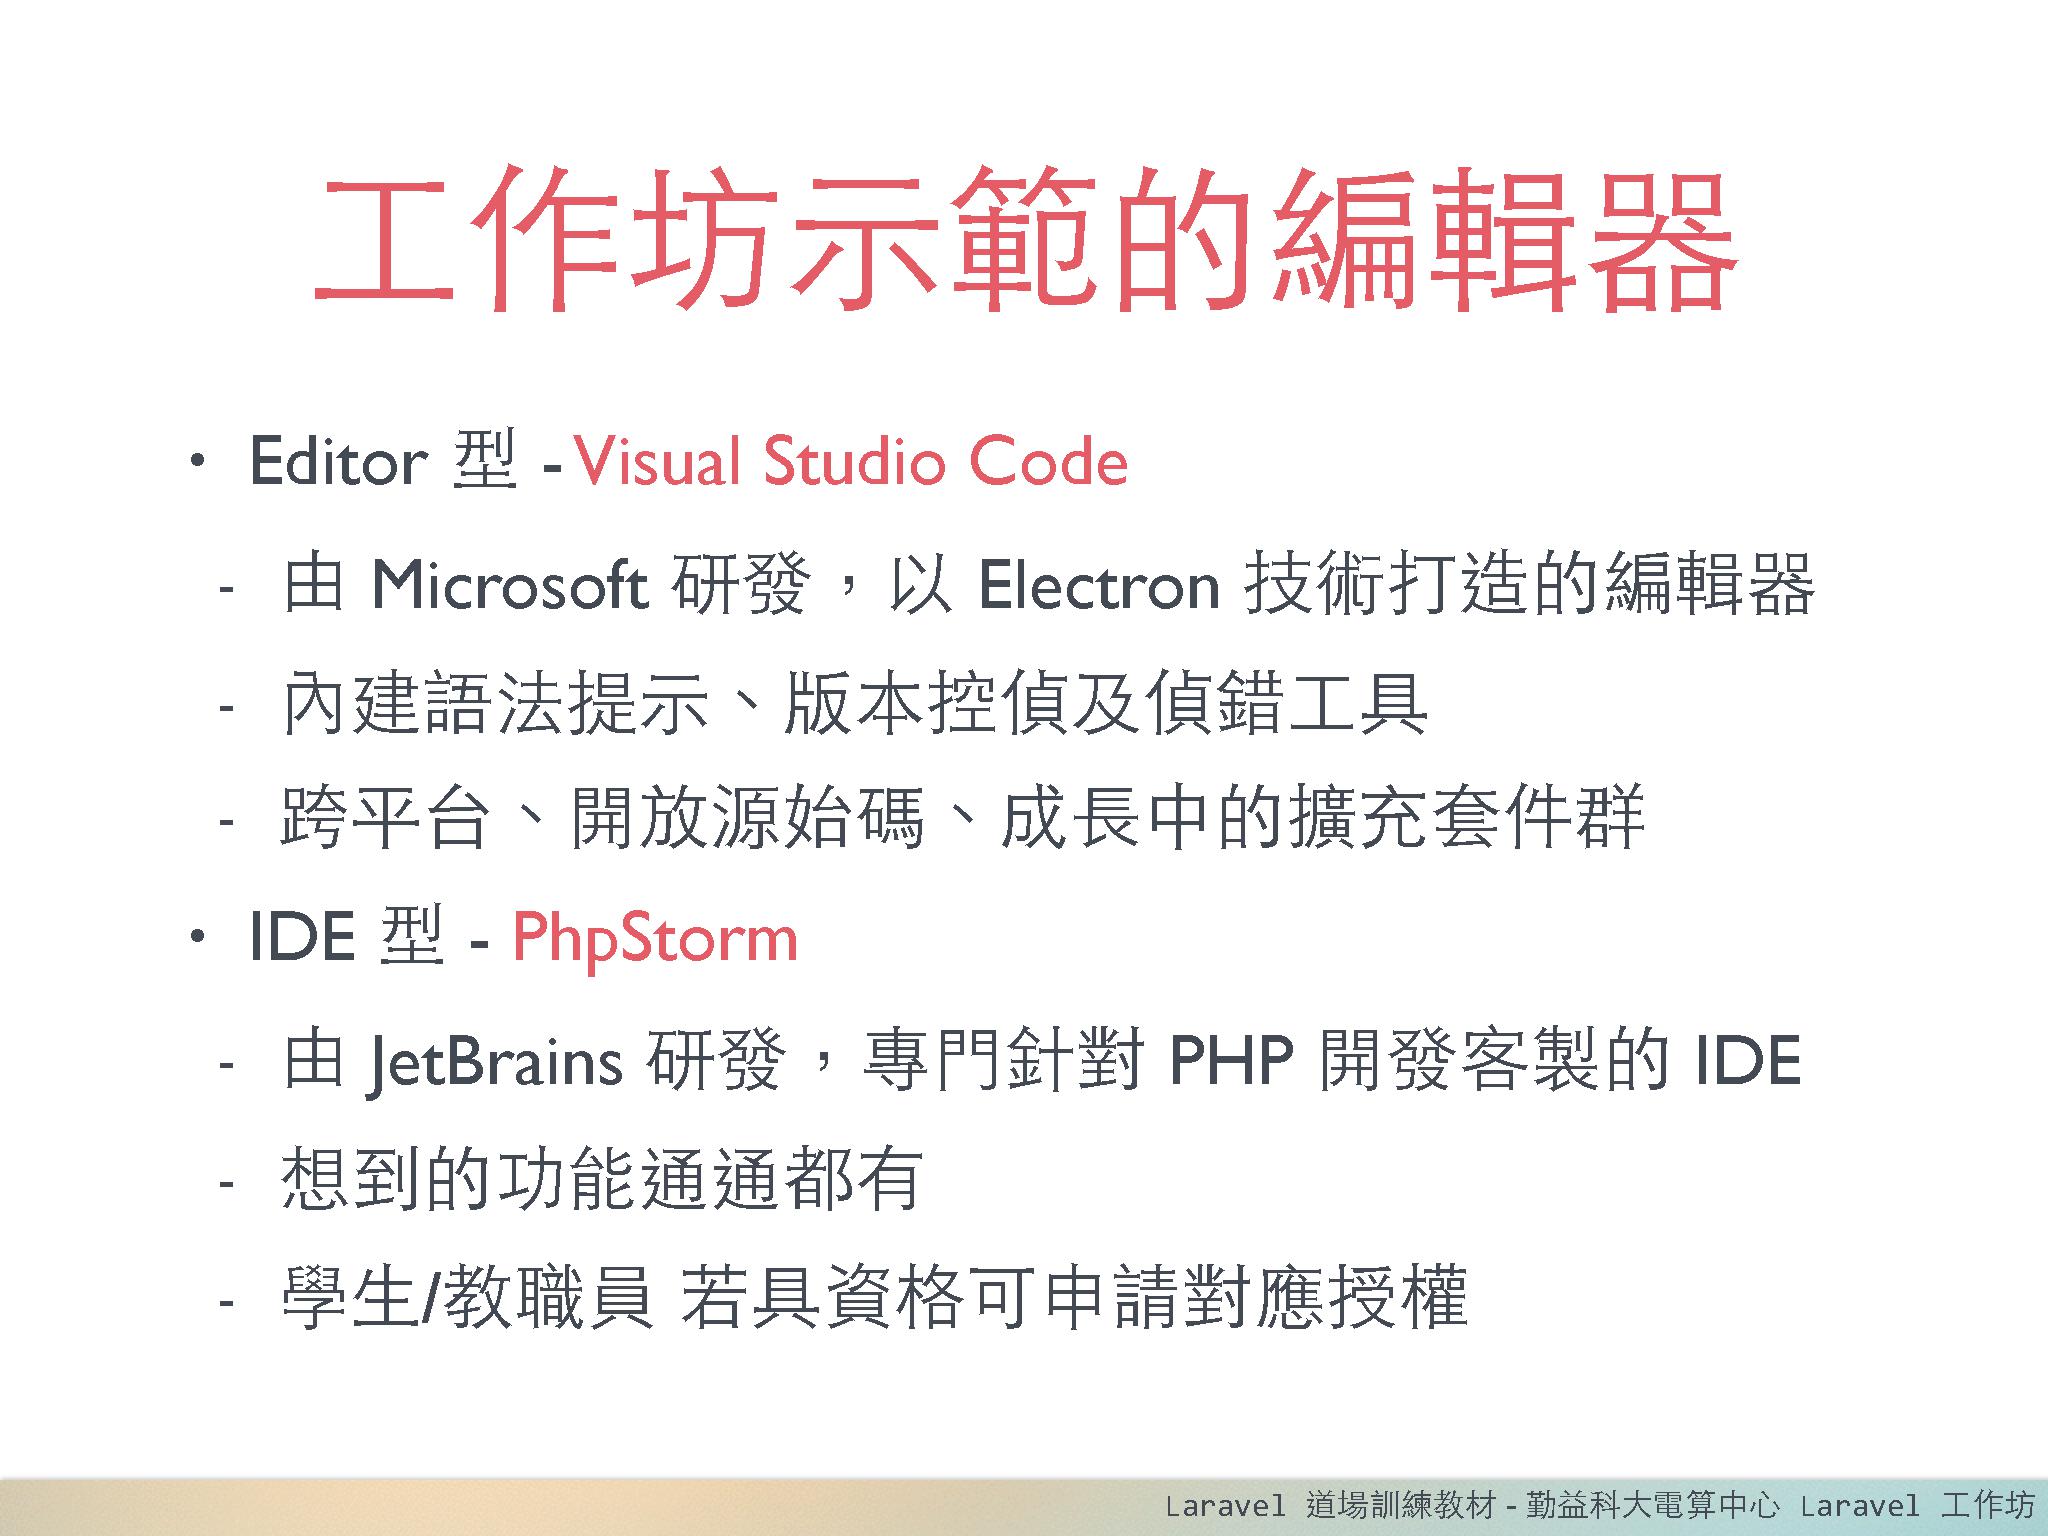 工作坊示範的編輯器
• Editor 型 - Visual Studio Code
- 由 Microsoft 研發，以 Electron 技術打造的編輯器
- 內建語法提示、版本控偵及偵錯工具
- 跨平台、開放源始碼、成長中的擴充套件群
• IDE 型 - PhpStorm
- 由 JetBrains 研發，專門針對 PHP 開發客製的 IDE
- 想到的功能通通都有
- 學生/教職員 若具資格可申請對應授權
Laravel 道場訓練教材 - 勤益科大電算中心 Laravel 工作坊